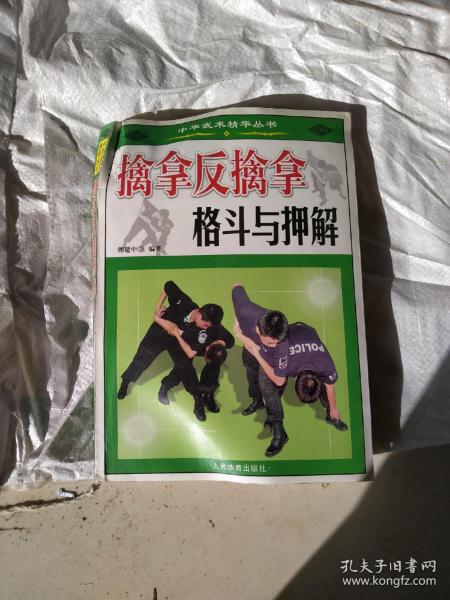 中华武术精华丛书
擒拿反擒拿
格斗与押解
编著
POLICE
人民体育出版社
孔夫子旧书网
www.kongfz.com